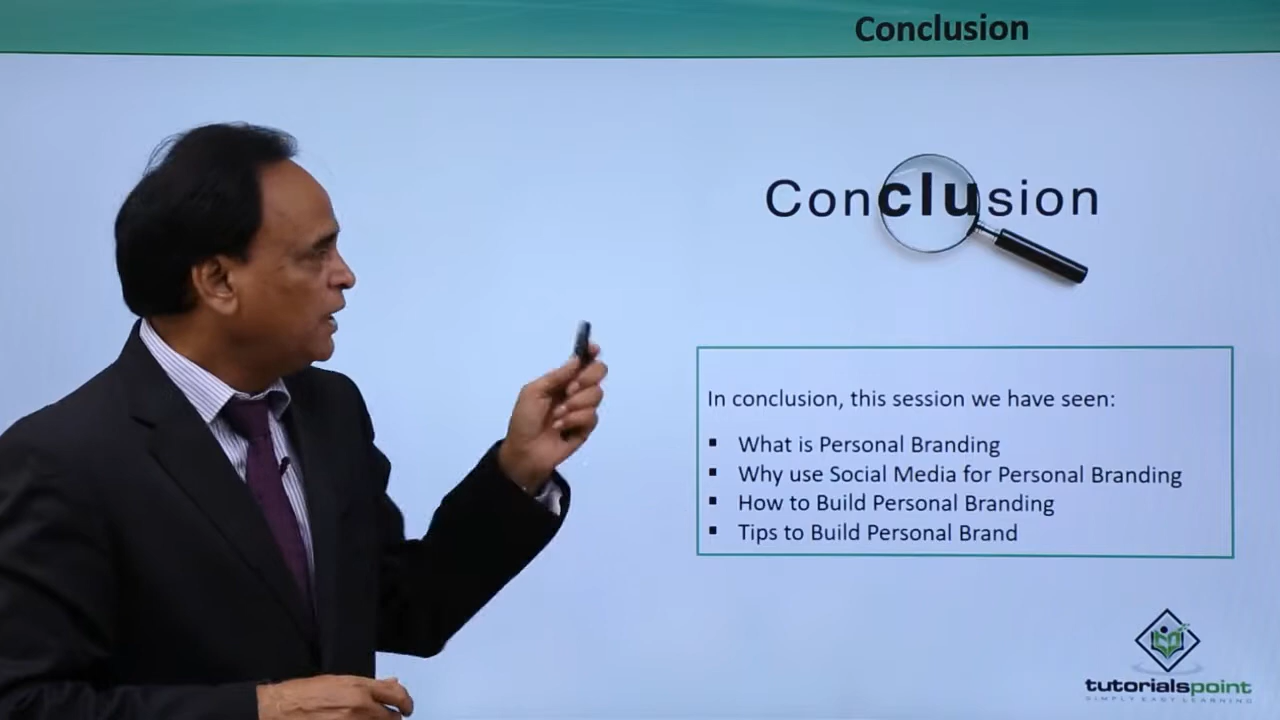 Conclusion
Conclusion
In conclusion, this session we have seen:
▪ What is Personal Branding
▪ Why use Social Media for Personal Branding
▪ How to Build Personal Branding
▪ Tips to Build Personal Brand
tutorialspoint
SIMPLY EASY LEARNING